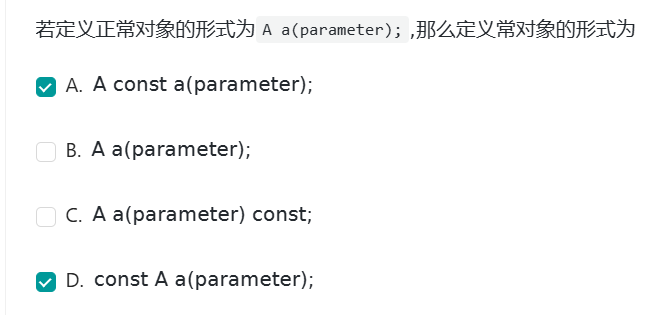 若定义正常对象的形式为 A a(parameter); ,那么定义常对象的形式为
A. A const a(parameter);
B. A a(parameter);
C. A a(parameter) const;
D. const A a(parameter);